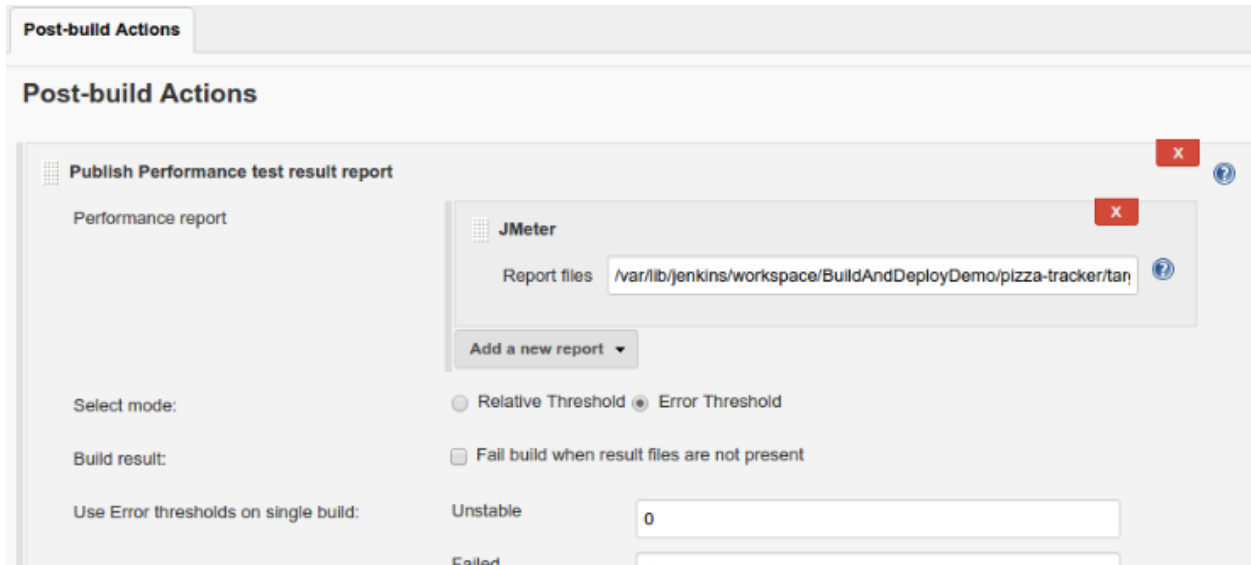 Post-build Actions
Post-build Actions
X
Publish Performance test result report
Performance report
X
JMeter
Report files /var/lib/jenkins/workspace/BuildAndDeployDemo/pizza-tracker/tar
Add a new report
Select mode: Relative Threshold Error Threshold
Build result: Fail build when result files are not present
Use Error thresholds on single build: Unstable 0
Failed